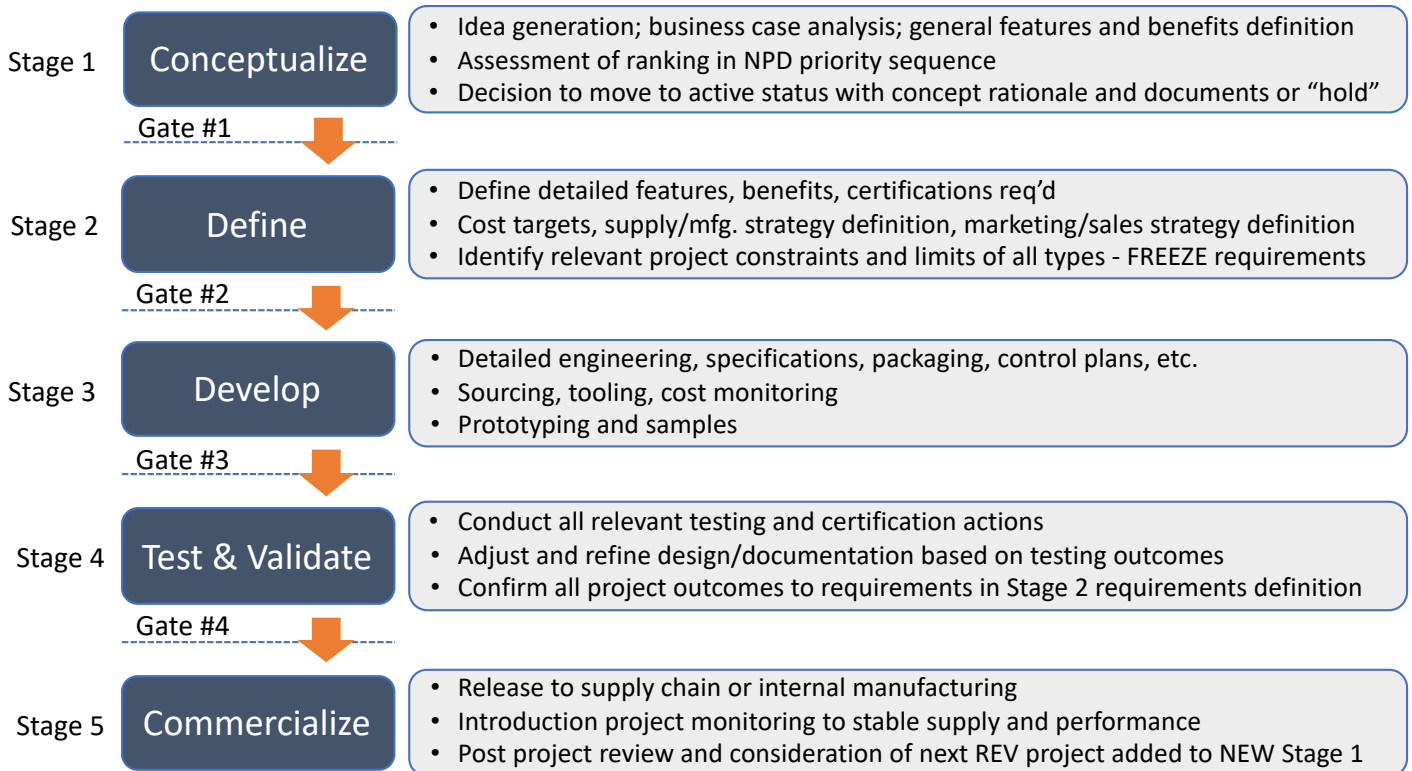 Stage 1
Conceptualize
• Idea generation; business case analysis; general features and benefits definition
• Assessment of ranking in NPD priority sequence
• Decision to move to active status with concept rationale and documents or “hold”
Gate #1
Stage 2
Define
• Define detailed features, benefits, certifications req’d
• Cost targets, supply/mfg. strategy definition, marketing/sales strategy definition
• Identify relevant project constraints and limits of all types - FREEZE requirements
Gate #2
Stage 3
Develop
• Detailed engineering, specifications, packaging, control plans, etc.
• Sourcing, tooling, cost monitoring
• Prototyping and samples
Gate #3
Stage 4
Test & Validate
• Conduct all relevant testing and certification actions
• Adjust and refine design/documentation based on testing outcomes
• Confirm all project outcomes to requirements in Stage 2 requirements definition
Gate #4
Stage 5
Commercialize
• Release to supply chain or internal manufacturing
• Introduction project monitoring to stable supply and performance
• Post project review and consideration of next REV project added to NEW Stage 1